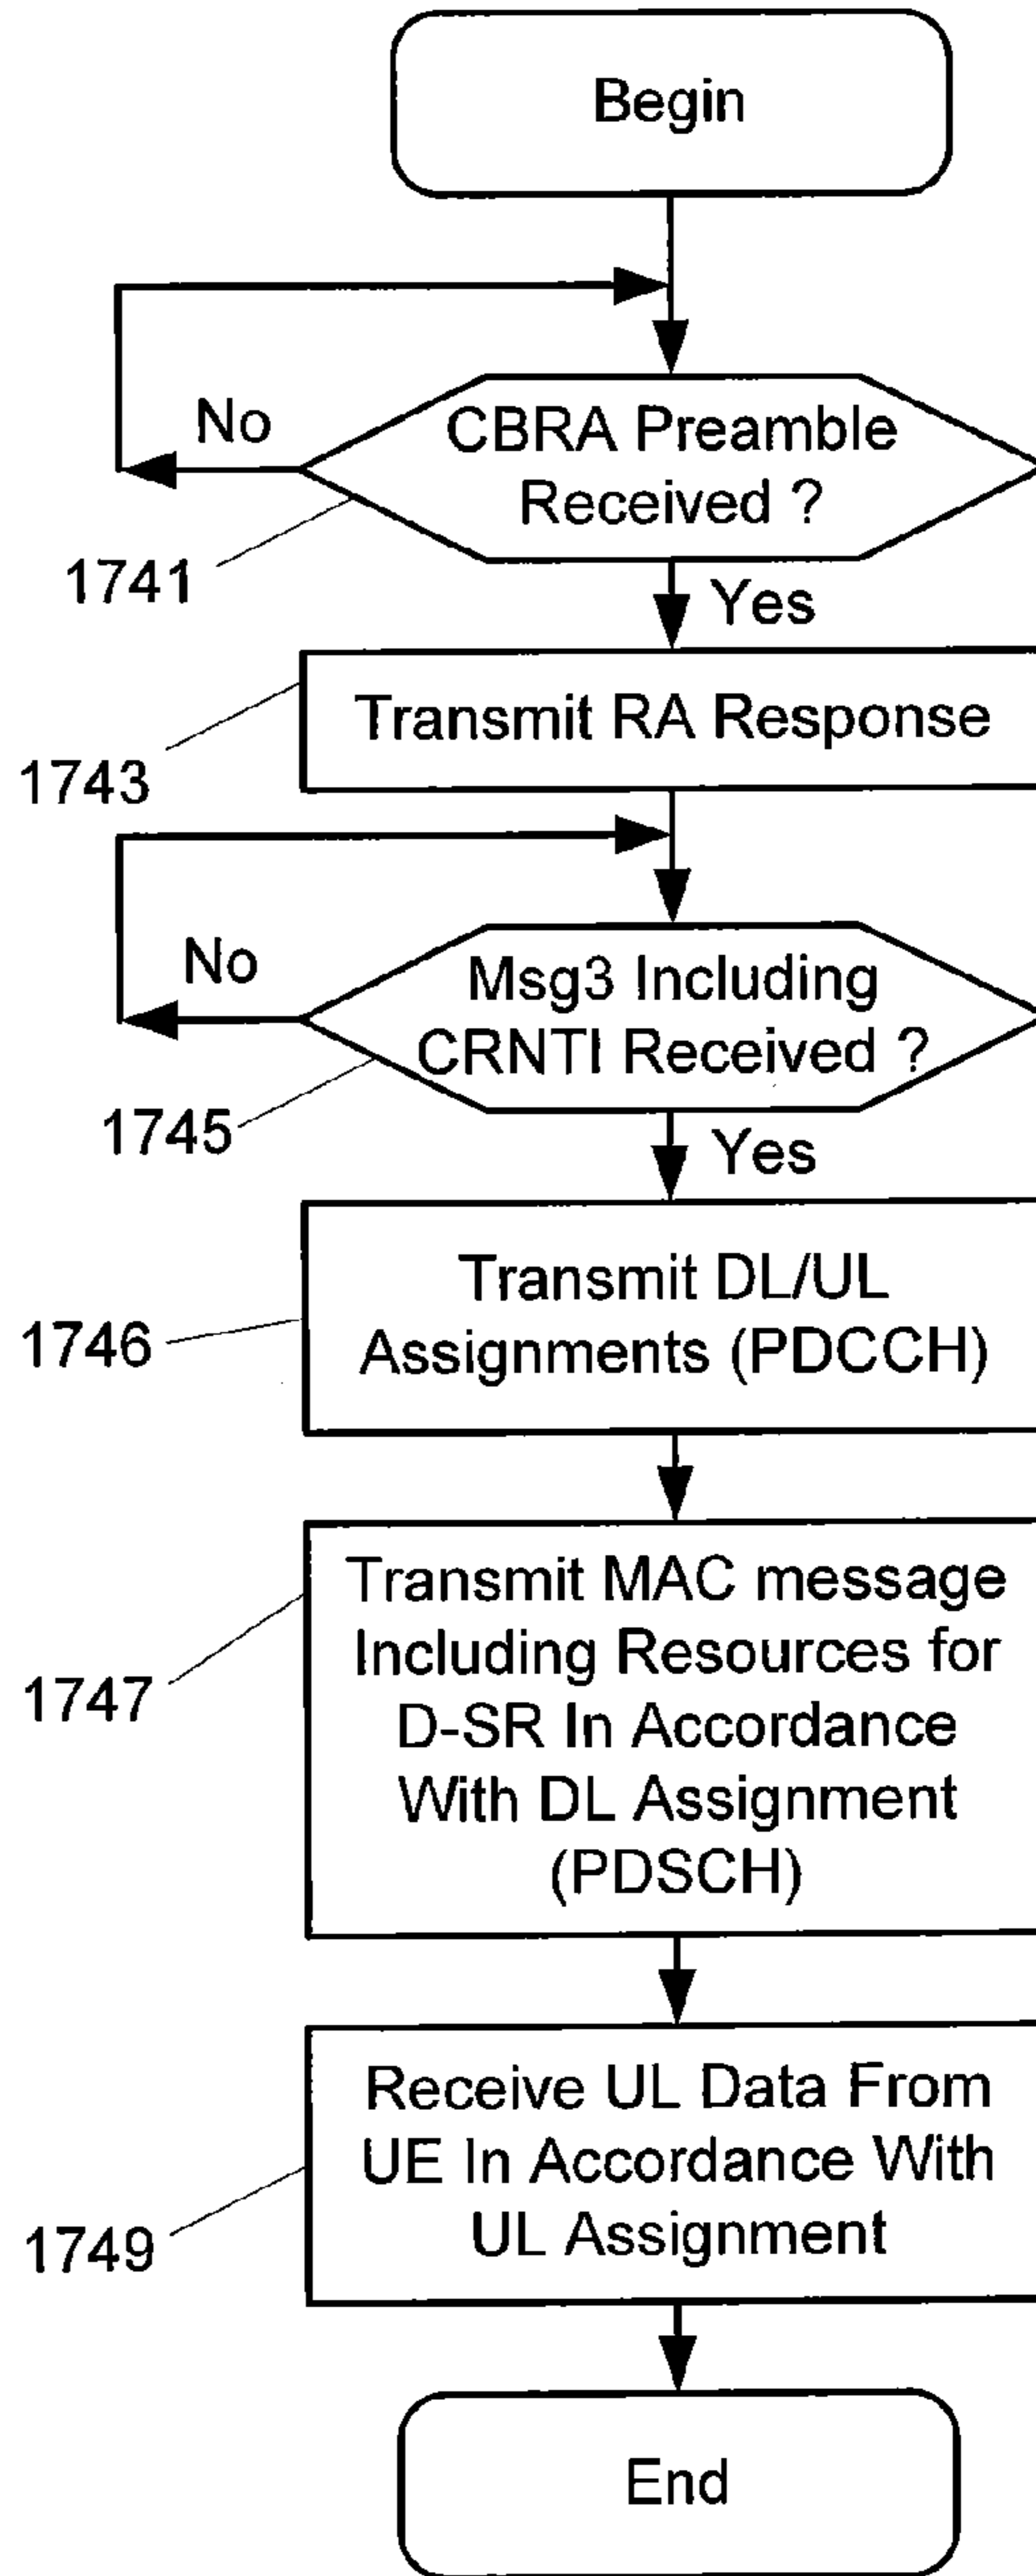 Begin
No
CBRA Preamble
Received ?
1741
Yes
Transmit RA Response
1743
No
Msg3 Including
CRNTI Received ?
1745
Yes
Transmit DL/UL
Assignments (PDCCH)
1746
Transmit MAC message
Including Resources for
D-SR In Accordance
With DL Assignment
(PDSCH)
1747
Receive UL Data From
UE In Accordance With
UL Assignment
1749
End